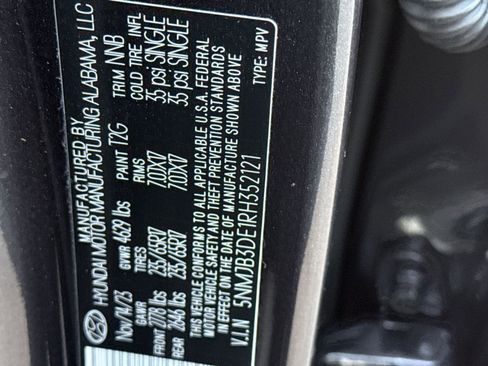 MANUFACTURED BY
HYUNDAI MOTOR MANUFACTURING ALABAMA, LLC
Nov/14/23 GVWR 4629 lbs PAINT T2G TRIM NNB
GAWR TIRES RIMS COLD TIRE INFL
FRONT 2778 lbs 235/65R17 7.0JX17 35 psi SINGLE
REAR 2646 lbs 235/65R17 7.0JX17 35 psi SINGLE
THIS VEHICLE CONFORMS TO ALL APPLICABLE U.S.A. FEDERAL
MOTOR VEHICLE SAFETY AND THEFT PREVENTION
STANDARDS IN EFFECT ON THE DATE OF MANUFACTURE SHOWN ABOVE
V.I.N 5NMJB3DE1RH352121 TYPE: MPV